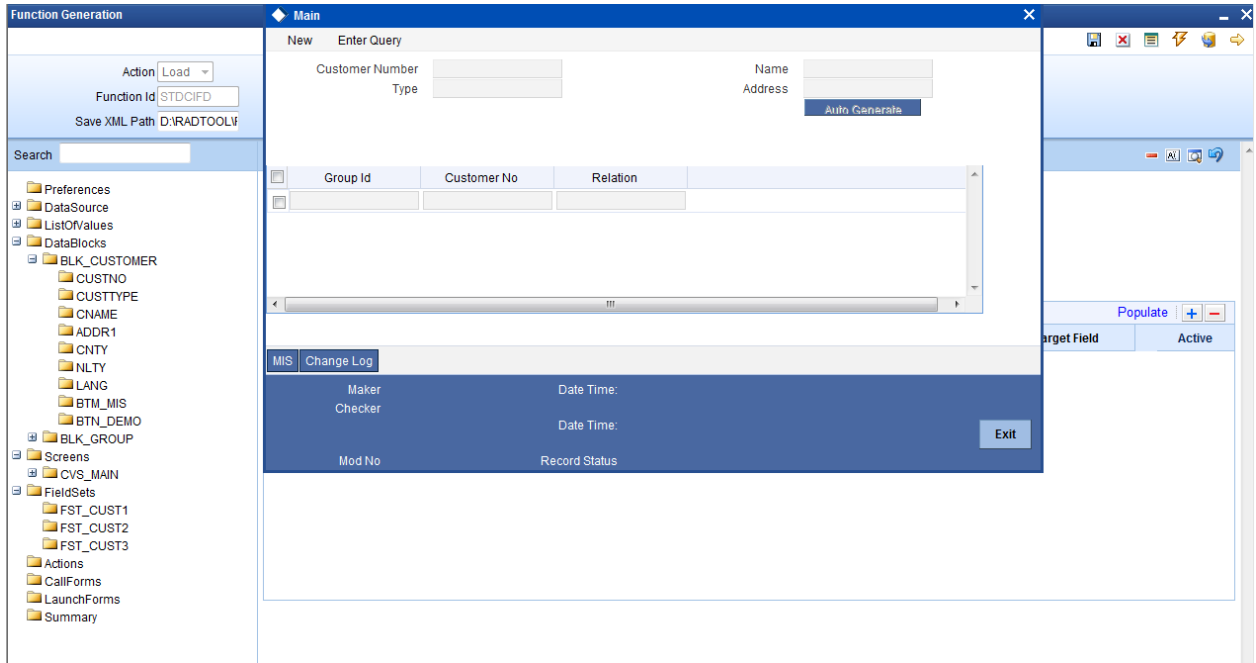 Function Generation
Action Load
Function Id STDCIFD
Save XML Path D:\RADTOOL\F
Search
Preferences
DataSource
ListOfValues
DataBlocks
BLK_CUSTOMER
CUSTNO
CUSTTYPE
CNAME
ADDR1
CNTY
NLTY
LANG
BTM_MIS
BTN_DEMO
BLK_GROUP
Screens
CVS_MAIN
FieldSets
FST_CUST1
FST_CUST2
FST_CUST3
Actions
CallForms
LaunchForms
Summary
Main
New Enter Query
Customer Number Name
Type Address
Auto Generate
Group Id Customer No Relation
MIS Change Log
Maker Date Time:
Checker
Date Time:
Exit
Mod No Record Status
Populate
arget Field Active